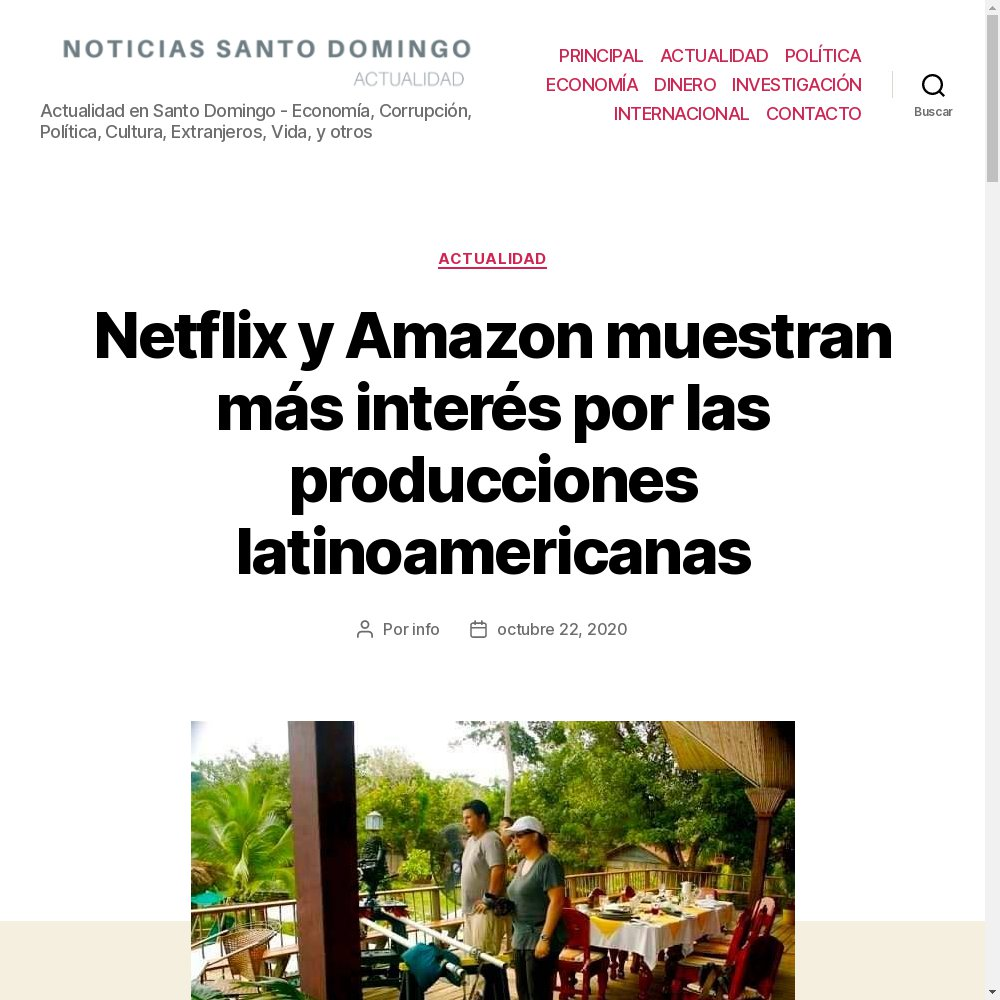 NOTICIAS SANTO DOMINGO
ACTUALIDAD
Actualidad en Santo Domingo - Economía, Corrupción,
Política, Cultura, Extranjeros, Vida, y otros
PRINCIPAL ACTUALIDAD POLÍTICA
ECONOMÍA DINERO INVESTIGACIÓN
INTERNACIONAL CONTACTO
Buscar
ACTUALIDAD
Netflix y Amazon muestran
más interés por las
producciones
latinoamericanas
Por info octubre 22, 2020